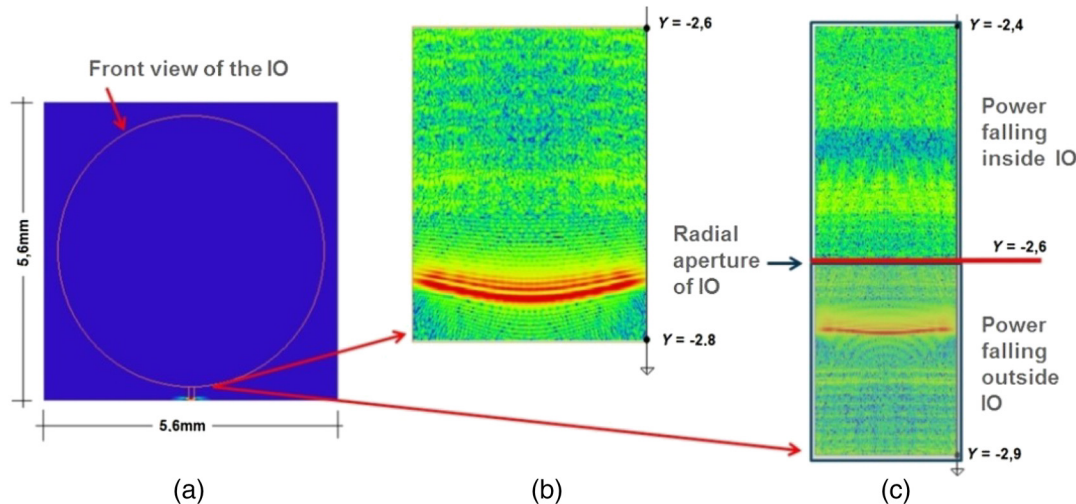 Front view of the IO
5,6mm
5.6mm
(a)
Y = -2,6
Y = -2.8
(b)
Radial
aperture
of IO
Y = -2,4
Power
falling
inside IO
Y = -2,6
Power
falling
outside
IO
Y = -2,9
(c)